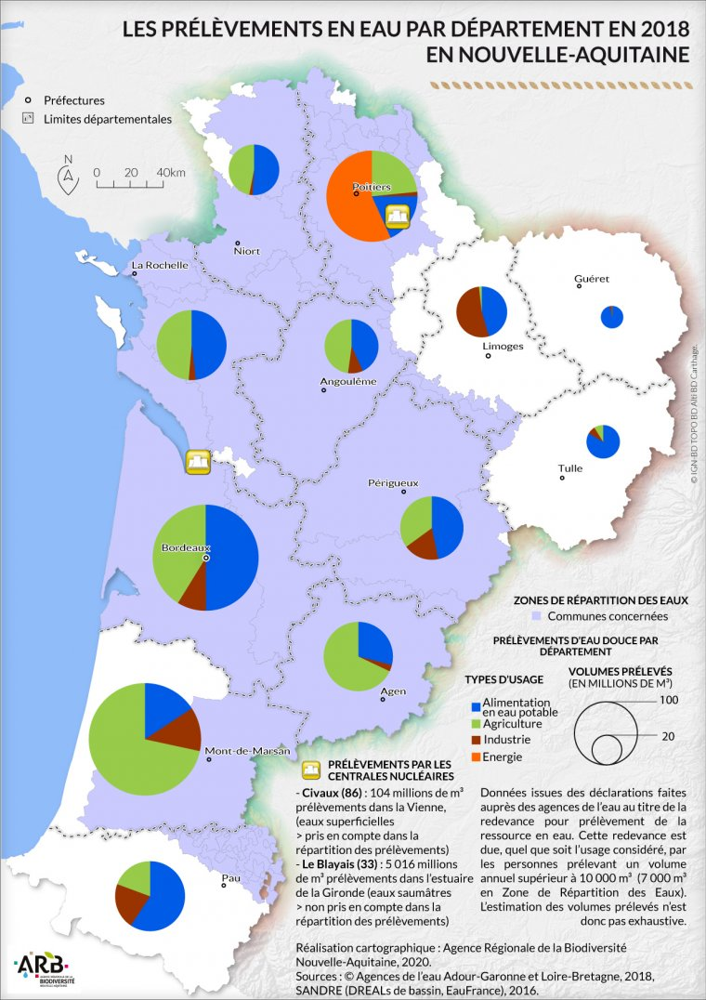 LES PRÉLÈVEMENTS EN EAU PAR DÉPARTEMENT EN 2018
EN NOUVELLE-AQUITAINE
Préfectures
Limites départementales
N
0 20 40km
Poitiers
Niort
La Rochelle
Guéret
Limoges
Angoulême
Tulle
Périgueux
Bordeaux
Agen
Mont-de-Marsan
Pau
© IGN-BD TOPO BD Alti BD Carthage.
ZONES DE RÉPARTITION DES EAUX
Communes concernées
PRÉLÈVEMENTS D'EAU DOUCE PAR
DÉPARTEMENT
TYPES D'USAGE
Alimentation
en eau potable
Agriculture
Industrie
Energie
VOLUMES PRÉLEVÉS
(EN MILLIONS DE M³)
100
20
PRÉLÈVEMENTS PAR LES
CENTRALES NUCLÉAIRES
- Civaux (86) : 104 millions de m³
prélèvements dans la Vienne,
(eaux superficielles
> pris en compte dans la
répartition des prélèvements)
- Le Blayais (33) : 5 016 millions
de m³ prélèvements dans l'estuaire
de la Gironde (eaux saumâtres
> non pris en compte dans la
répartition des prélèvements)
Données issues des déclarations faites
auprès des agences de l'eau au titre de la
redevance pour prélèvement de la
ressource en eau. Cette redevance est
due, quel que soit l'usage considéré, par
les personnes prélevant un volume
annuel supérieur à 10 000 m³ (7 000 m³
en Zone de Répartition des Eaux).
L'estimation des volumes prélevés n'est
donc pas exhaustive.
Réalisation cartographique : Agence Régionale de la Biodiversité
Nouvelle-Aquitaine, 2020.
Sources : © Agences de l'eau Adour-Garonne et Loire-Bretagne, 2018,
SANDRE (DREALs de bassin, EauFrance), 2016.
ARB
AGENCE RÉGIONALE DE LA
BIODIVERSITÉ
NOUVELLE-AQUITAINE